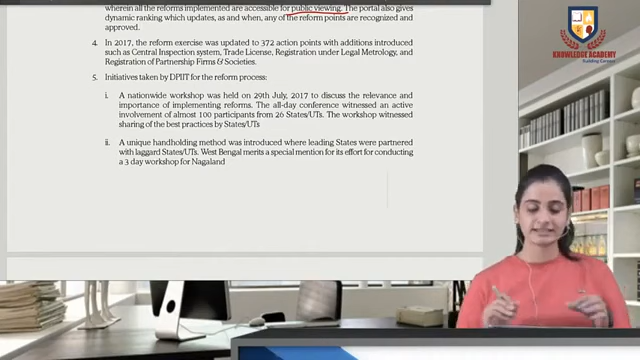 wherein all the reforms implemented are accessible for public viewing. The portal also gives
dynamic ranking which updates, as and when, any of the reform points are recognized and
approved.
4. In 2017, the reform exercise was updated to 372 action points with additions introduced
such as Central Inspection system, Trade License, Registration under Legal Metrology, and
Registration of Partnership Firms & Societies.
5. Initiatives taken by DPIIT for the reform process:
i. A nationwide workshop was held on 29th July, 2017 to discuss the relevance and
importance of implementing reforms. The all-day conference witnessed an active
involvement of almost 100 participants from 26 States/UTs. The workshop witnessed
sharing of the best practices by States/UTs
ii. A unique handholding method was introduced where leading States were partnered
with laggard States/UTs. West Bengal merits a special mention for its effort for conducting
a 3 day workshop for Nagaland
KNOWLEDGE ACADEMY
Building Career